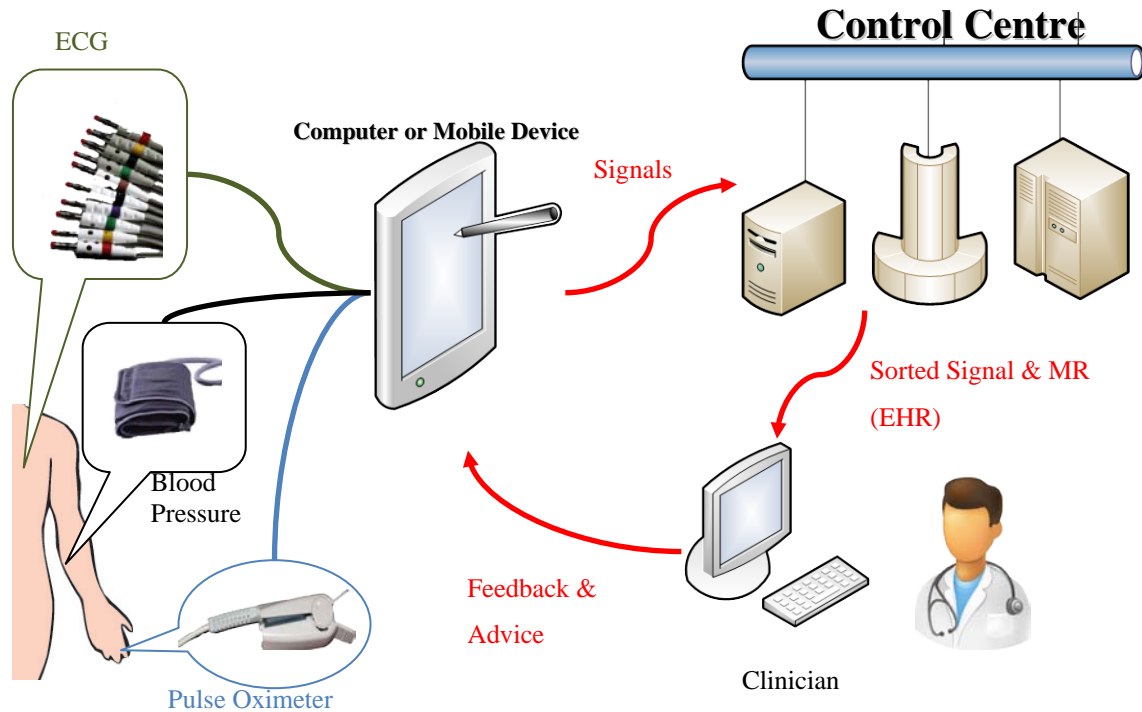 ECG
Control Centre
Computer or Mobile Device
Signals
Sorted Signal & MR
(EHR)
Blood
Pressure
Feedback &
Advice
Clinician
Pulse Oximeter